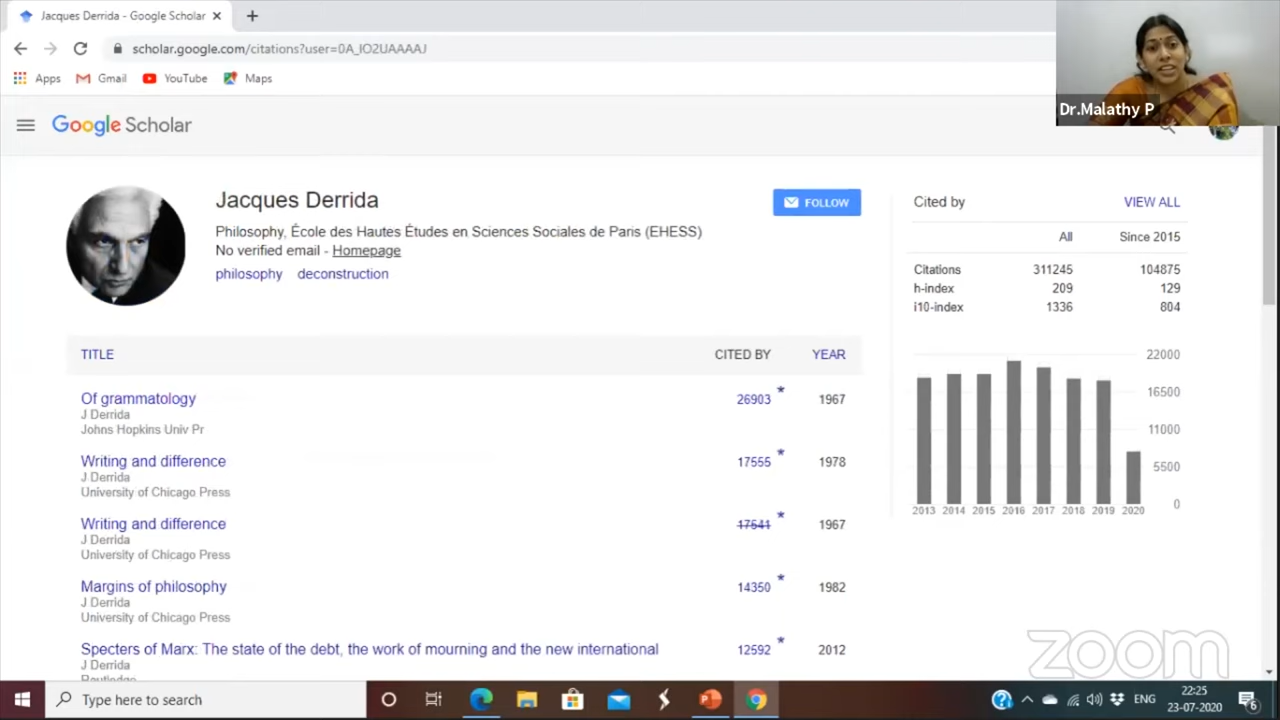 Jacques Derrida - Google Scholar
scholar.google.com/citations?user=0A_IO2UAAAAJ
Apps Gmail YouTube Maps
Dr.Malathy P
Google Scholar
Jacques Derrida
FOLLOW
Philosophy, École des Hautes Études en Sciences Sociales de Paris (EHESS)
No verified email - Homepage
philosophy deconstruction
Cited by VIEW ALL
All Since 2015
Citations 311245 104875
h-index 209 129
i10-index 1336 804
22000
16500
11000
5500
0
2013 2014 2015 2016 2017 2018 2019 2020
TITLE CITED BY YEAR
Of grammatology 26903 * 1967
J Derrida
Johns Hopkins Univ Pr
Writing and difference 17555 * 1978
J Derrida
University of Chicago Press
Writing and difference 17541 * 1967
J Derrida
University of Chicago Press
Margins of philosophy 14350 * 1982
J Derrida
University of Chicago Press
Specters of Marx: The state of the debt, the work of mourning and the new international 12592 * 2012
J Derrida
Routledge
zoom
Type here to search
ENG
22:25
23-07-2020
6